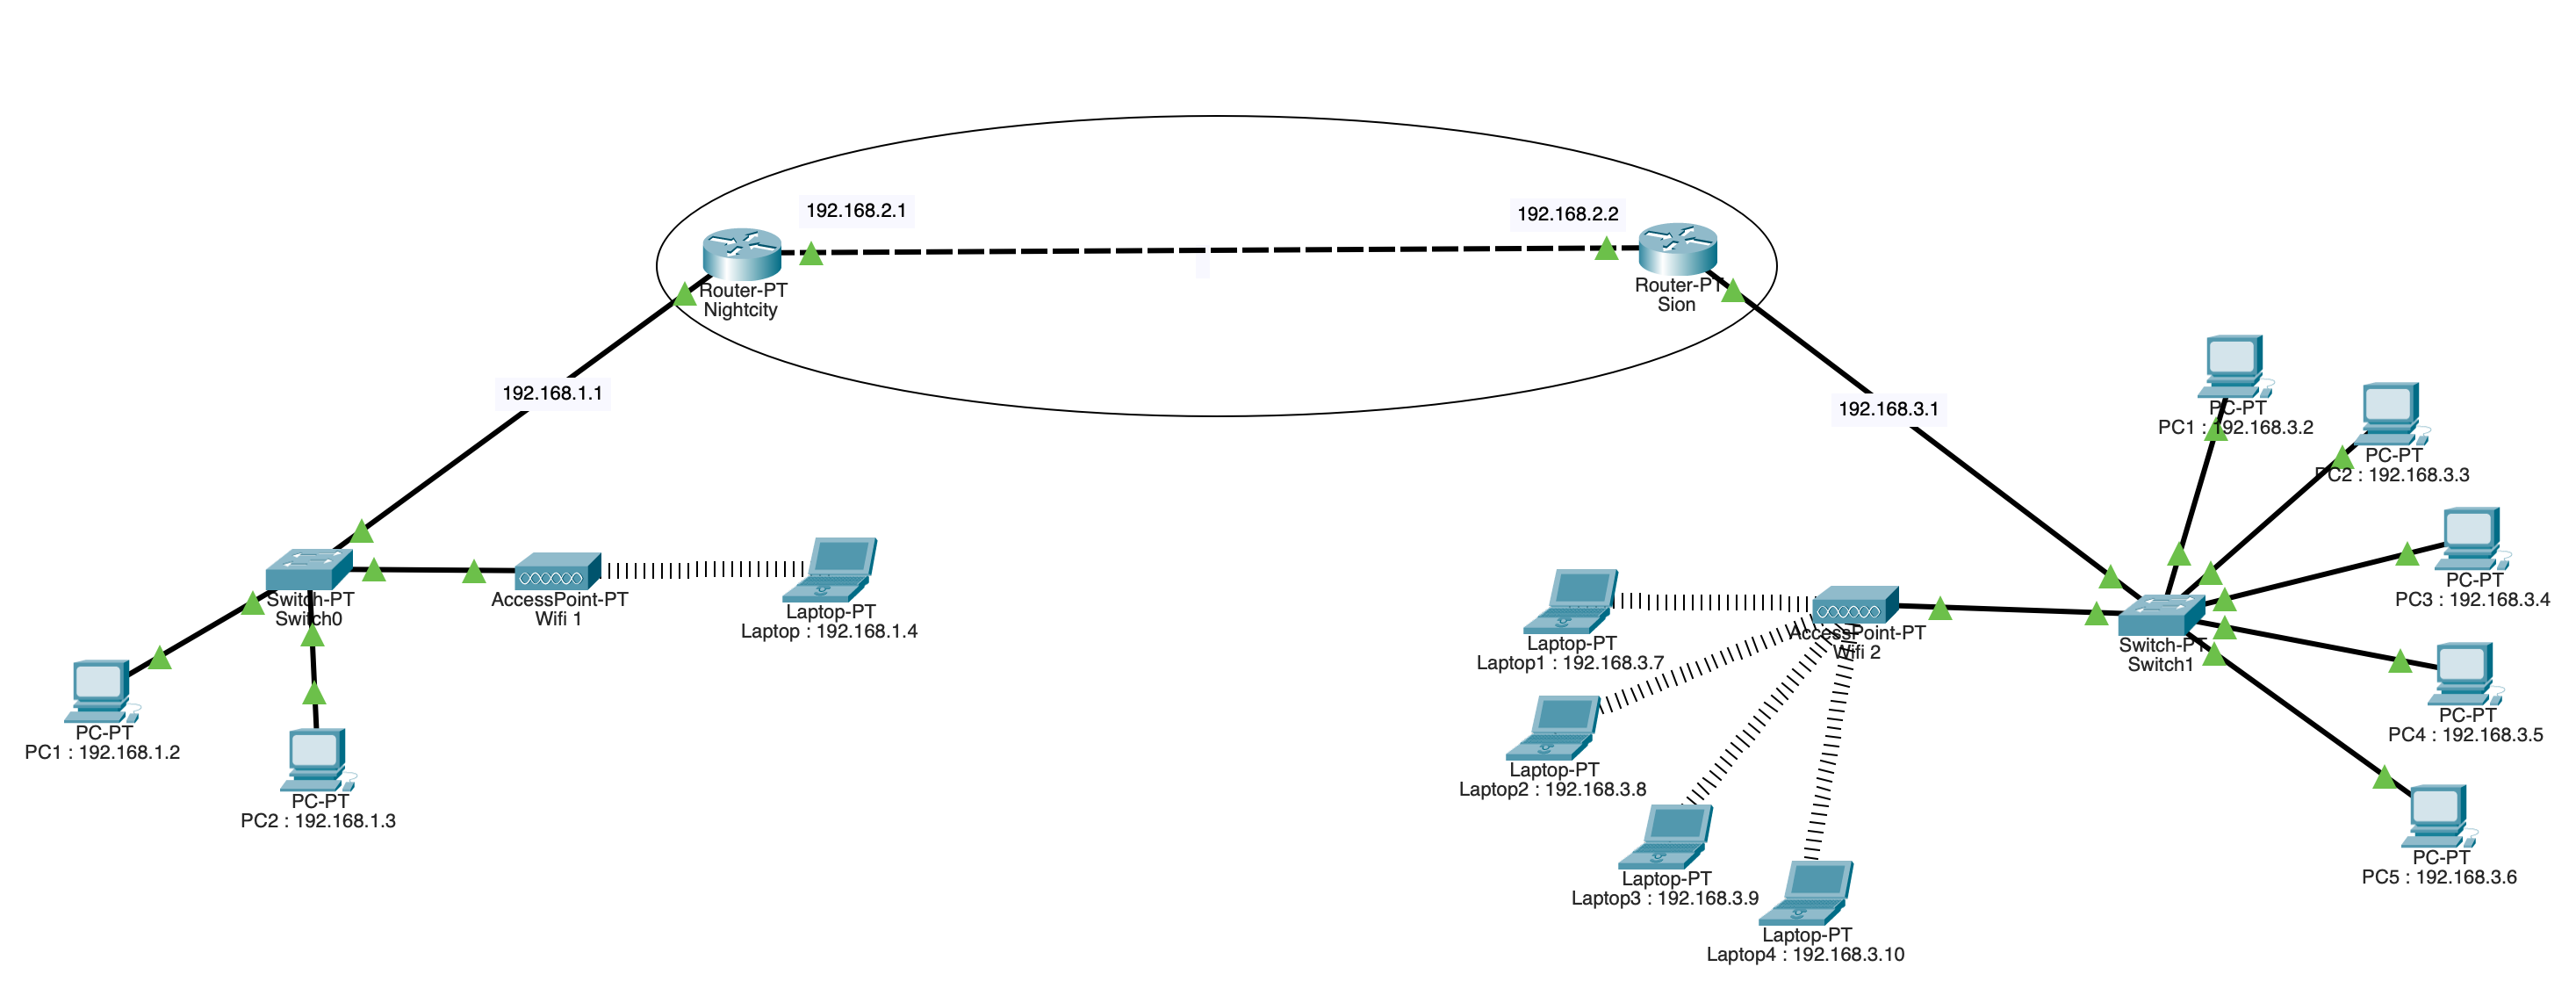 192.168.2.1
192.168.2.2
Router-PT
Nightcity
Router-PT
Sion
192.168.1.1
192.168.3.1
PC-PT
PC1 : 192.168.3.2
PC-PT
PC2 : 192.168.3.3
PC-PT
PC3 : 192.168.3.4
Switch-PT
Switch0
AccessPoint-PT
Wifi 1
Laptop-PT
Laptop : 192.168.1.4
Laptop-PT
Laptop1 : 192.168.3.7
AccessPoint-PT
Wifi 2
Switch-PT
Switch1
PC-PT
PC4 : 192.168.3.5
PC-PT
PC1 : 192.168.1.2
PC-PT
PC2 : 192.168.1.3
Laptop-PT
Laptop2 : 192.168.3.8
Laptop-PT
Laptop3 : 192.168.3.9
PC-PT
PC5 : 192.168.3.6
Laptop-PT
Laptop4 : 192.168.3.10